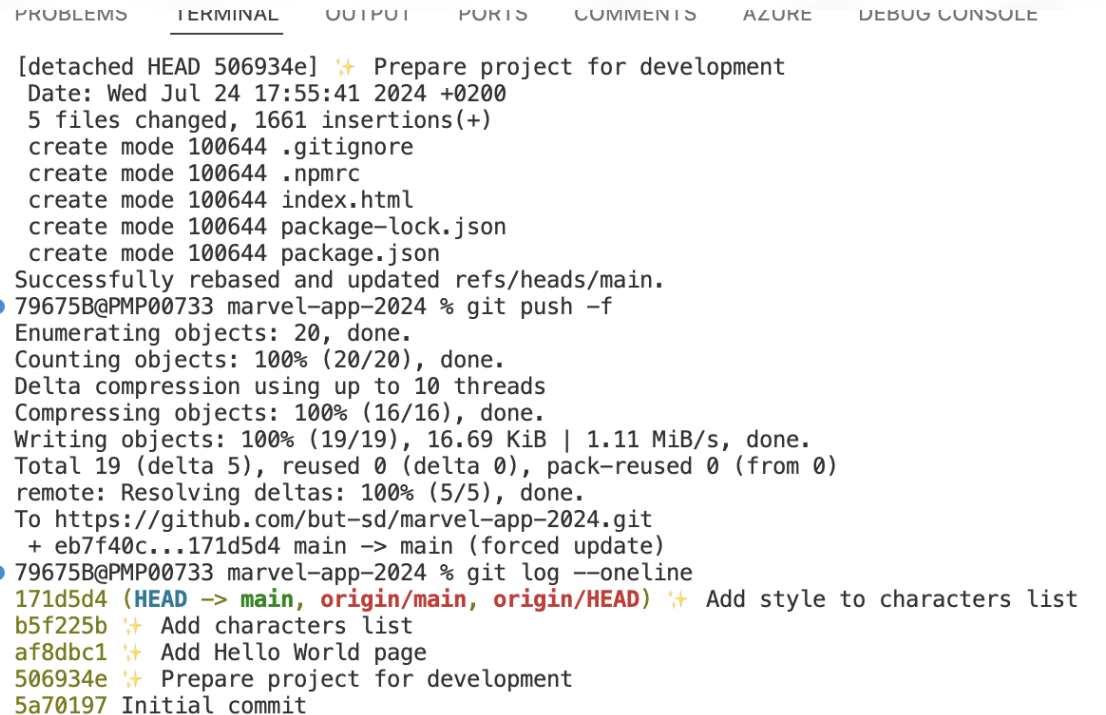 PROBLEMS TERMINAL OUTPUT PORTS COMMENTS AZURE DEBUG CONSOLE
[detached HEAD 506934e] ✨ Prepare project for development
Date: Wed Jul 24 17:55:41 2024 +0200
5 files changed, 1661 insertions(+)
create mode 100644 .gitignore
create mode 100644 .npmrc
create mode 100644 index.html
create mode 100644 package-lock.json
create mode 100644 package.json
Successfully rebased and updated refs/heads/main.
79675B@PMP00733 marvel-app-2024 % git push -f
Enumerating objects: 20, done.
Counting objects: 100% (20/20), done.
Delta compression using up to 10 threads
Compressing objects: 100% (16/16), done.
Writing objects: 100% (19/19), 16.69 KiB | 1.11 MiB/s, done.
Total 19 (delta 5), reused 0 (delta 0), pack-reused 0 (from 0)
remote: Resolving deltas: 100% (5/5), done.
To https://github.com/but-sd/marvel-app-2024.git
+ eb7f40c...171d5d4 main -> main (forced update)
79675B@PMP00733 marvel-app-2024 % git log --oneline
171d5d4 (HEAD -> main, origin/main, origin/HEAD) ✨ Add style to characters list
b5f225b ✨ Add characters list
af8dbc1 ✨ Add Hello World page
506934e ✨ Prepare project for development
5a70197 Initial commit